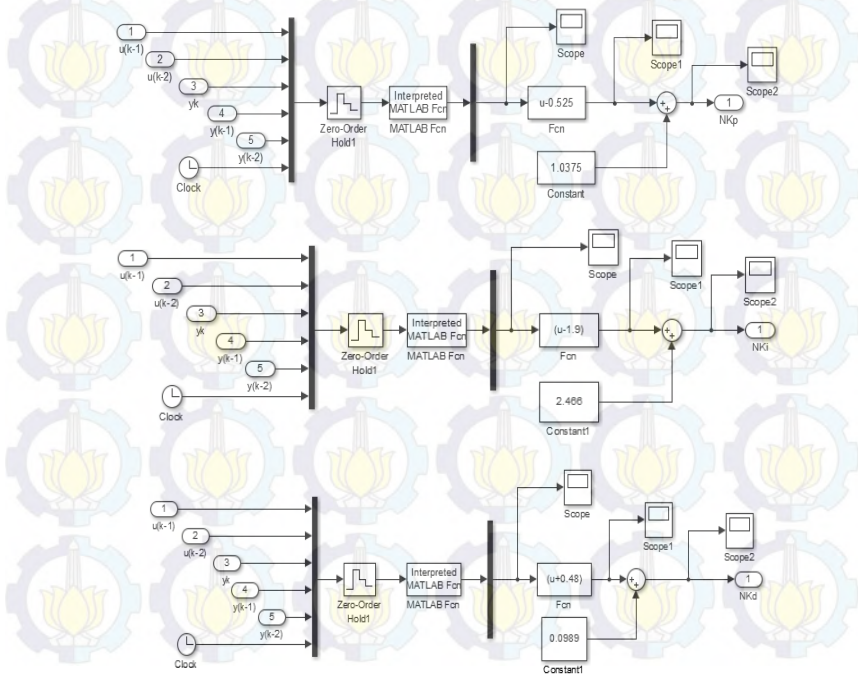 1
u(k-1)
2
u(k-2)
3
yk
4
y(k-1)
5
y(k-2)
Clock
Zero-Order
Hold1
Interpreted
MATLAB Fcn
MATLAB Fcn
Scope
u-0.525
Fcn
Scope1
1.0375
Constant
Scope2
1
NKp
1
u(k-1)
2
u(k-2)
3
yk
4
y(k-1)
5
y(k-2)
Clock
Zero-Order
Hold1
Interpreted
MATLAB Fcn
MATLAB Fcn
Scope
(u-1.9)
Fcn
Scope1
2.466
Constant1
Scope2
1
NKi
1
u(k-1)
2
u(k-2)
3
yk
4
y(k-1)
5
y(k-2)
Clock
Zero-Order
Hold1
Interpreted
MATLAB Fcn
MATLAB Fcn
Scope
(u+0.48)
Fcn
Scope1
0.0989
Constant1
Scope2
1
NKd